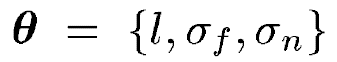 θ = {l, σ_f, σ_n}